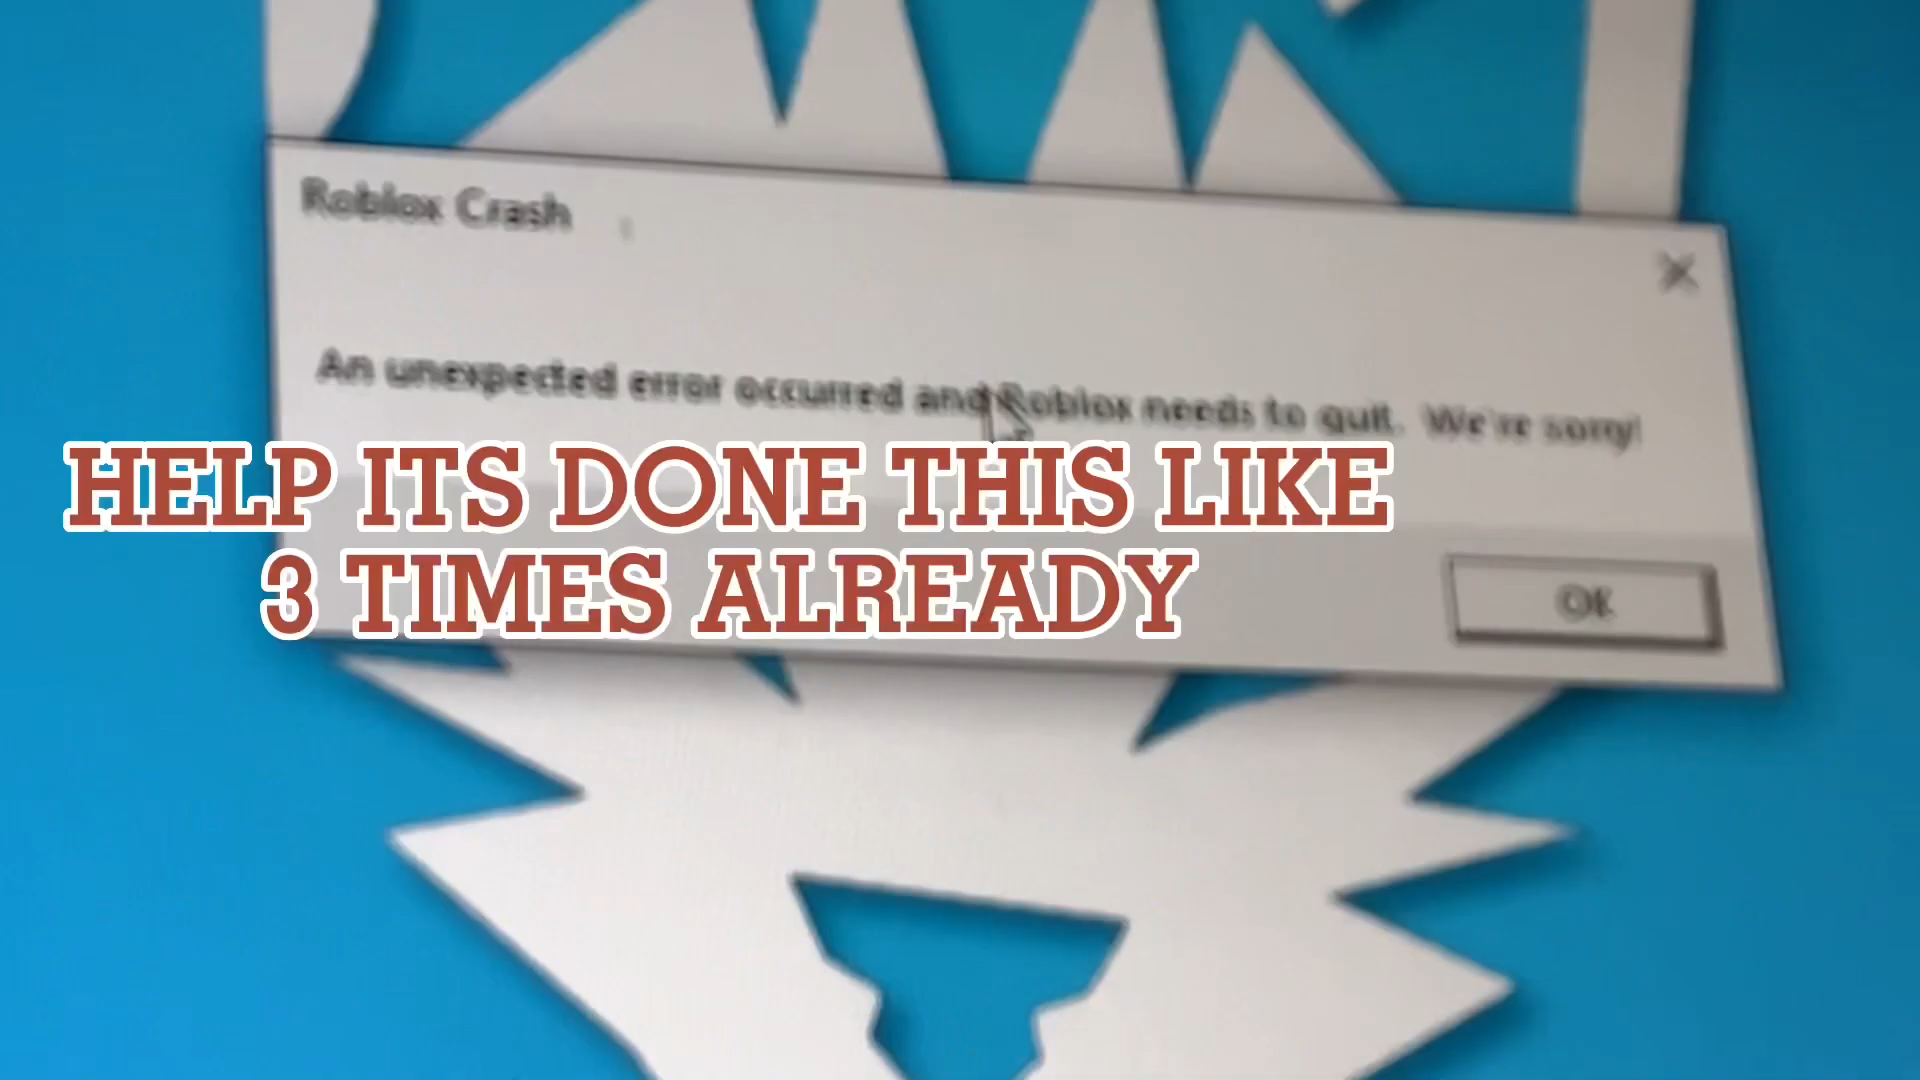 Roblox Crash
An unexpected error occurred and Roblox needs to quit. We're sorry!
HELP ITS DONE THIS LIKE
3 TIMES ALREADY
OK